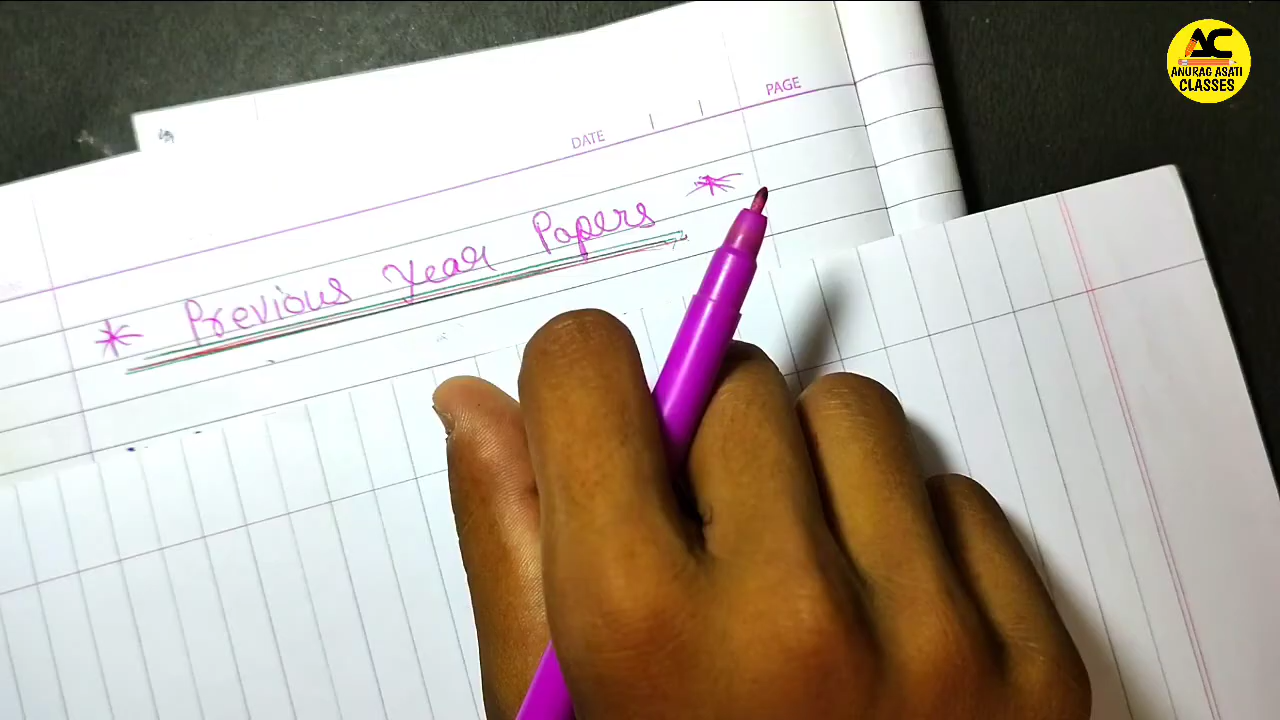 AC
ANURAG ASATI
CLASSES
PAGE
DATE
* Previous Year Papers *